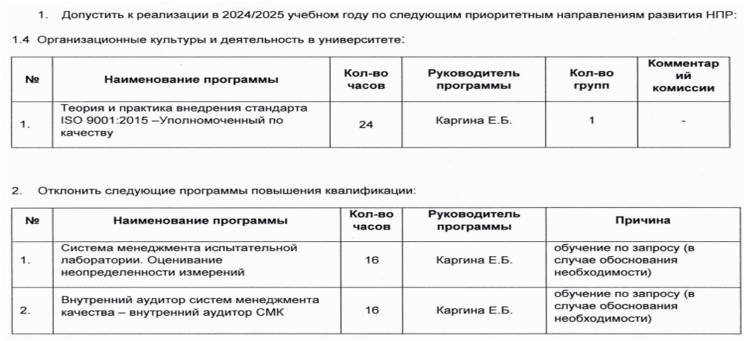 1. Допустить к реализации в 2024/2025 учебном году по следующим приоритетным направлениям развития НПР:
1.4 Организационные культуры и деятельность в университете:
№ Наименование программы Кол-во часов Руководитель программы Кол-во групп Комментар ий комиссии
1. Теория и практика внедрения стандарта ISO 9001:2015 –Уполномоченный по качеству 24 Каргина Е.Б. 1 -
2. Отклонить следующие программы повышения квалификации:
№ Наименование программы Кол-во часов Руководитель программы Причина
1. Система менеджмента испытательной лаборатории. Оценивание неопределенности измерений 16 Каргина Е.Б. обучение по запросу (в случае обоснования необходимости)
2. Внутренний аудитор систем менеджмента качества – внутренний аудитор СМК 16 Каргина Е.Б. обучение по запросу (в случае обоснования необходимости)